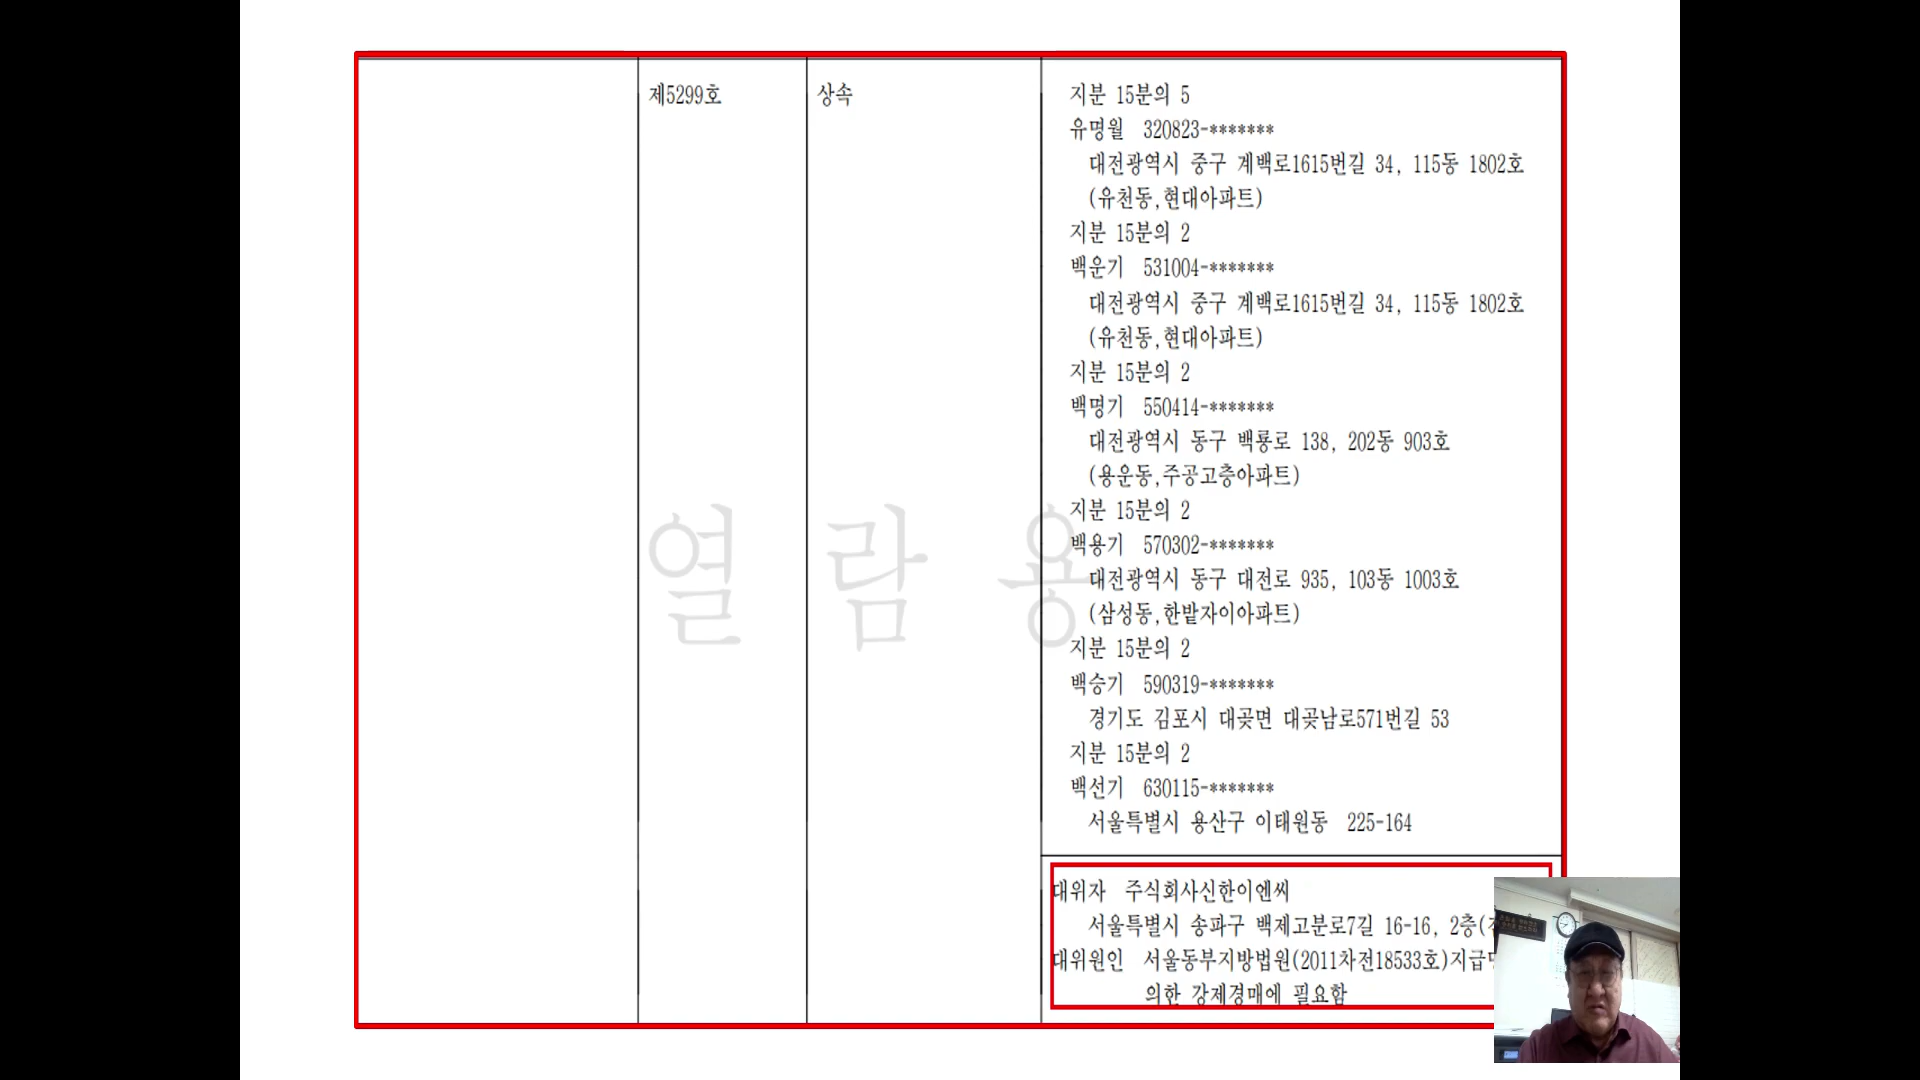 제5299호
상속
지분 15분의 5
유명월 320823-*******
대전광역시 중구 계백로1615번길 34, 115동 1802호
(유천동,현대아파트)
지분 15분의 2
백운기 531004-*******
대전광역시 중구 계백로1615번길 34, 115동 1802호
(유천동,현대아파트)
지분 15분의 2
백명기 550414-*******
대전광역시 동구 백룡로 138, 202동 903호
(용운동,주공고층아파트)
지분 15분의 2
백용기 570302-*******
대전광역시 동구 대전로 935, 103동 1003호
(삼성동,한밭자이아파트)
지분 15분의 2
백승기 590319-*******
경기도 김포시 대곶면 대곶남로571번길 53
지분 15분의 2
백선기 630115-*******
서울특별시 용산구 이태원동 225-164
대위자 주식회사신한이엔씨
서울특별시 송파구 백제고분로7길 16-16, 2층(
대위원인 서울동부지방법원(2011차전18533호)지급
의한 강제경매에 필요함
열 람 용